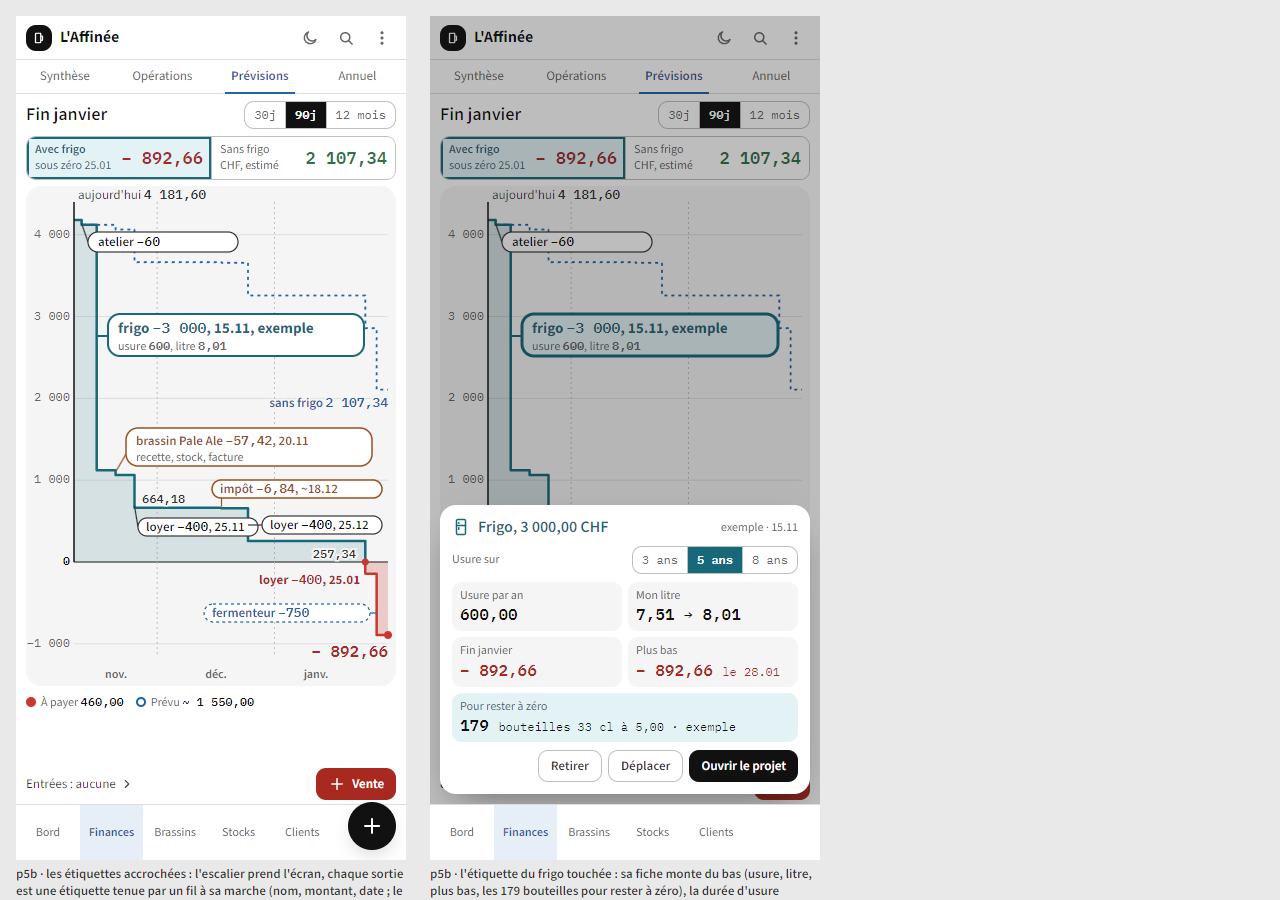 L'Affinée
Synthèse Opérations Prévisions Annuel
Fin janvier 30j 90j 12 mois
Avec frigo
sous zéro 25.01 − 892,66
Sans frigo
CHF, estimé 2 107,34
aujourd'hui 4 181,60
4 000
atelier −60
3 000
frigo −3 000, 15.11, exemple
usure 600, litre 8,01
2 000
sans frigo 2 107,34
brassin Pale Ale −57,42, 20.11
recette, stock, facture
1 000
impôt −6,84, ~18.12
664,18
loyer −400, 25.11 loyer −400, 25.12
257,34
0
loyer −400, 25.01
fermenteur −750
−1 000
− 892,66
nov. déc. janv.
À payer 460,00 Prévu ~ 1 550,00
Entrées : aucune + Vente
Bord Finances Brassins Stocks Clients +
p5b · les étiquettes accrochées : l'escalier prend l'écran, chaque sortie
est une étiquette tenue par un fil à sa marche (nom, montant, date ; le
L'Affinée
Synthèse Opérations Prévisions Annuel
Fin janvier 30j 90j 12 mois
Avec frigo
sous zéro 25.01 − 892,66
Sans frigo
CHF, estimé 2 107,34
aujourd'hui 4 181,60
4 000
atelier −60
3 000
frigo −3 000, 15.11, exemple
usure 600, litre 8,01
2 000
1 000
Frigo, 3 000,00 CHF exemple · 15.11
Usure sur 3 ans 5 ans 8 ans
Usure par an
600,00
Mon litre
7,51 → 8,01
Fin janvier
− 892,66
Plus bas
− 892,66 le 28.01
Pour rester à zéro
179 bouteilles 33 cl à 5,00 · exemple
Retirer Déplacer Ouvrir le projet
Bord Finances Brassins Stocks Clients
p5b · l'étiquette du frigo touchée : sa fiche monte du bas (usure, litre,
plus bas, les 179 bouteilles pour rester à zéro), la durée d'usure